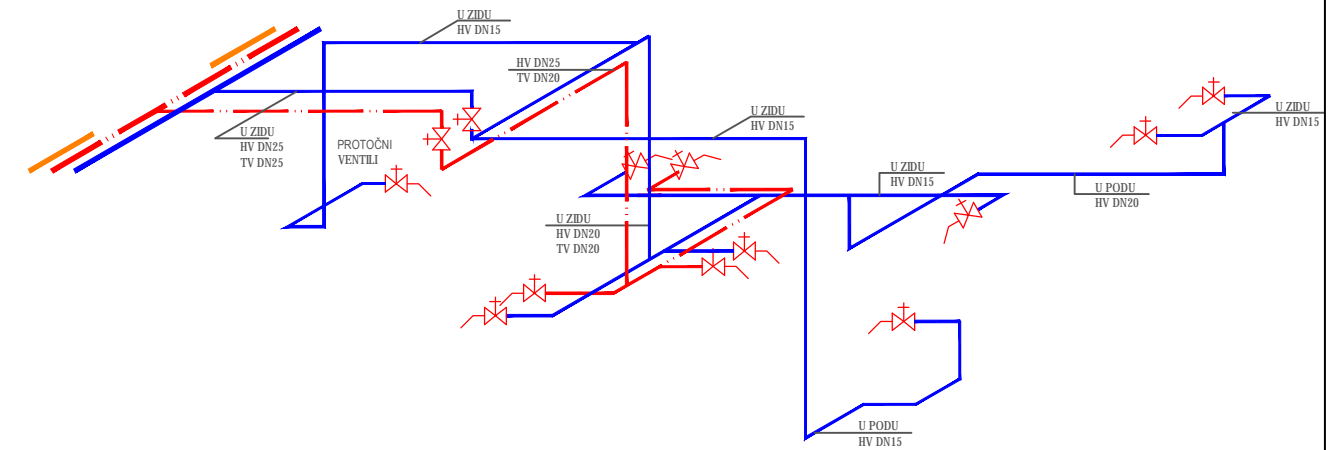 U ZIDU
HV DN15
HV DN25
TV DN20
U ZIDU
HV DN15
U ZIDU
HV DN15
U ZIDU
HV DN25
TV DN25
PROTOČNI
VENTILI
U ZIDU
HV DN15
U PODU
HV DN20
U ZIDU
HV DN20
TV DN20
U PODU
HV DN15